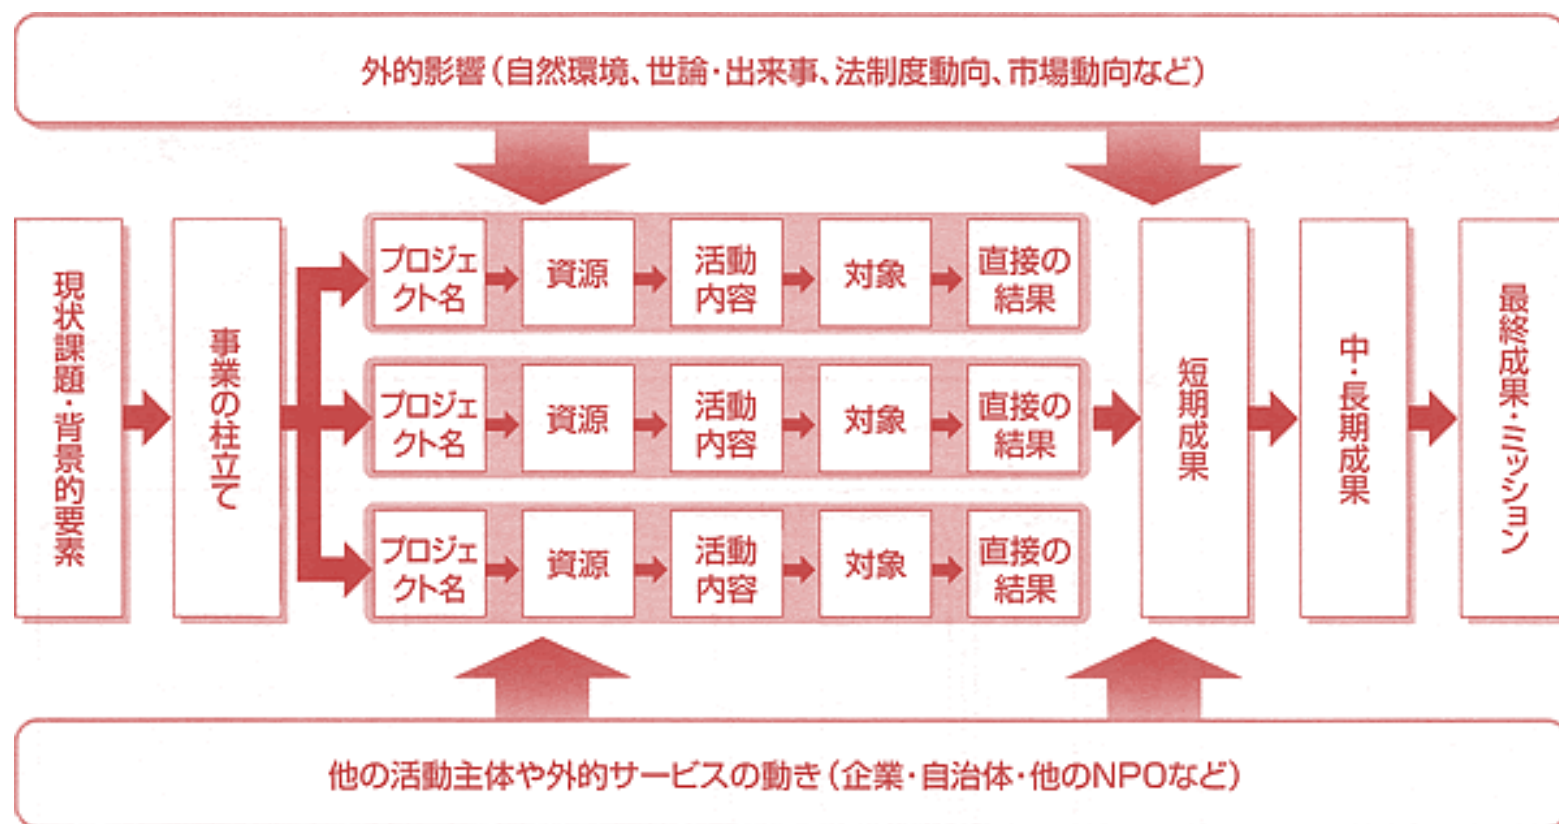 外的影響(自然環境、世論・出来事、法制度動向、市場動向など)
現状課題・背景的要素
事業の柱立て
プロジェ
クト名
資源
活動
内容
対象
直接の
結果
プロジェ
クト名
資源
活動
内容
対象
直接の
結果
プロジェ
クト名
資源
活動
内容
対象
直接の
結果
短期成果
中・長期成果
最終成果・ミッション
他の活動主体や外的サービスの動き(企業・自治体・他のNPOなど)